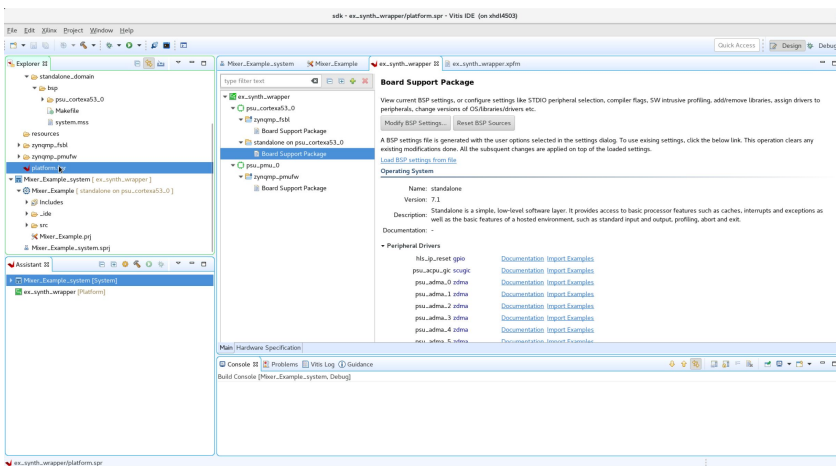 sdk - ex_synth_wrapper/platform.spr - Vitis IDE (on xhdl4503)
File Edit Xilinx Project Window Help
Quick Access Design Debug
Explorer
standalone_domain
bsp
psu_cortexa53_0
Makefile
system.mss
resources
zynqmp_fsbl
zynqmp_pmufw
platform.spr
Mixer_Example_system [ ex_synth_wrapper ]
Mixer_Example [ standalone on psu_cortexa53_0 ]
Includes
_ide
src
Mixer_Example.prj
Mixer_Example_system.sprj
Assistant
Mixer_Example_system [System]
ex_synth_wrapper [Platform]
Mixer_Example_system Mixer_Example ex_synth_wrapper ex_synth_wrapper.xpfm
type filter text
ex_synth_wrapper
psu_cortexa53_0
zynqmp_fsbl
Board Support Package
standalone on psu_cortexa53_0
Board Support Package
psu_pmu_0
zynqmp_pmufw
Board Support Package
Board Support Package
View current BSP settings, or configure settings like STDIO peripheral selection, compiler flags, SW intrusive profiling, add/remove libraries, assign drivers to
peripherals, change versions of OS/libraries/drivers etc.
Modify BSP Settings... Reset BSP Sources
A BSP settings file is generated with the user options selected in the settings dialog. To use exising settings, click the below link. This operation clears any
existing modifications done. All the subsquent changes are applied on top of the loaded settings.
Load BSP settings from file
Operating System
Name: standalone
Version: 7.1
Description: Standalone is a simple, low-level software layer. It provides access to basic processor features such as caches, interrupts and exceptions as
well as the basic features of a hosted environment, such as standard input and output, profiling, abort and exit.
Documentation: -
Peripheral Drivers
hls_ip_reset gpio Documentation Import Examples
psu_acpu_gic scugic Documentation Import Examples
psu_adma_0 zdma Documentation Import Examples
psu_adma_1 zdma Documentation Import Examples
psu_adma_2 zdma Documentation Import Examples
psu_adma_3 zdma Documentation Import Examples
psu_adma_4 zdma Documentation Import Examples
psu_adma_5 zdma Documentation Import Examples
Main Hardware Specification
Console Problems Vitis Log Guidance
Build Console [Mixer_Example_system, Debug]
ex_synth_wrapper/platform.spr